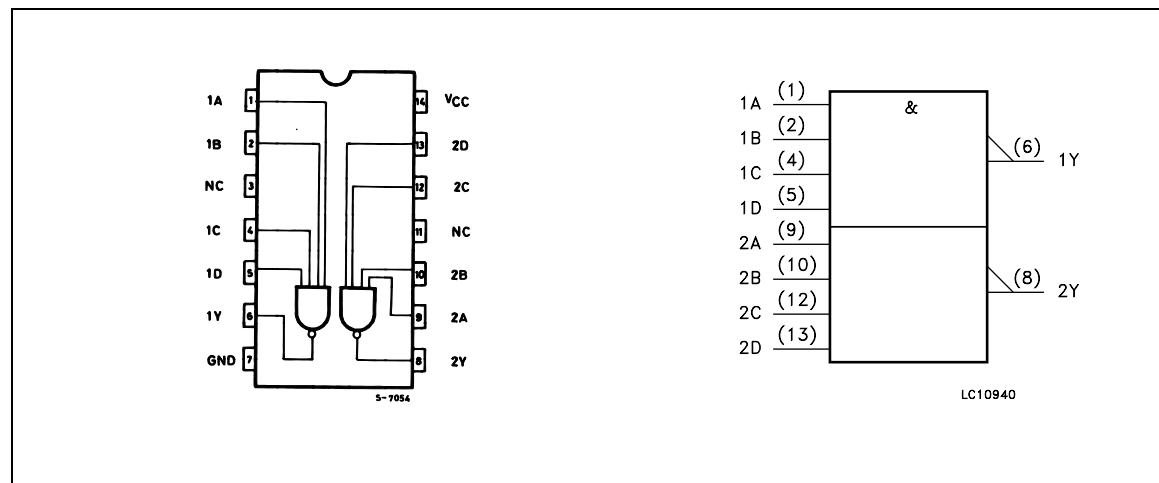 1A 1 14 VCC
1B 2 13 2D
NC 3 12 2C
1C 4 11 NC
1D 5 10 2B
1Y 6 9 2A
GND 7 8 2Y
S-7054
&
1A (1)
1B (2)
1C (4)
1D (5)
2A (9)
2B (10)
2C (12)
2D (13)
(6) 1Y
(8) 2Y
LC10940